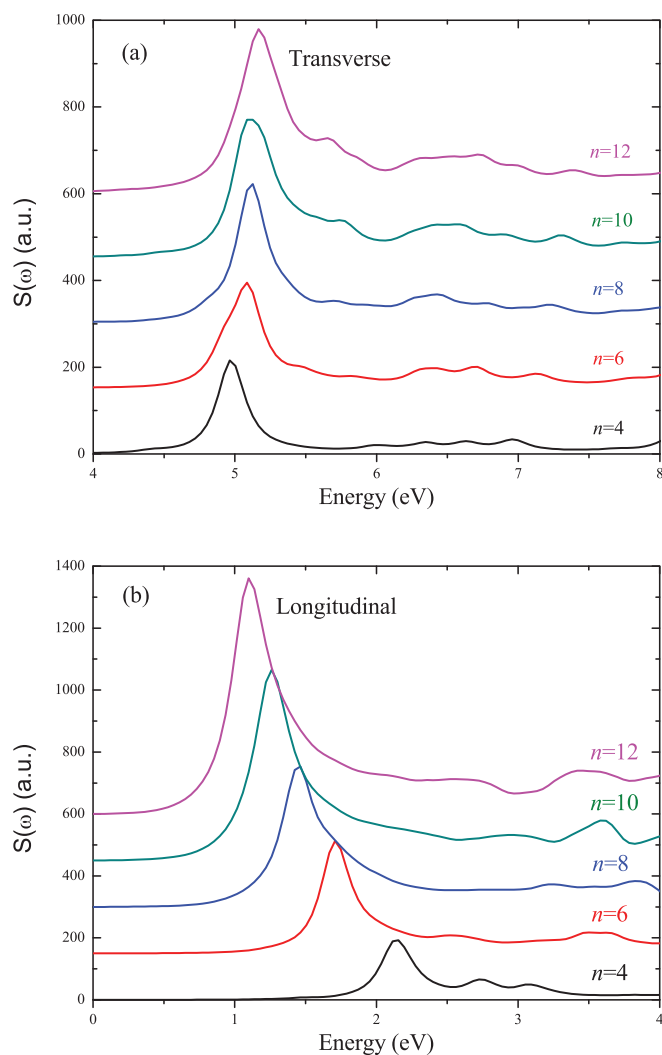 1000
(a)
Transverse
800
n=12
600
n=10
S(ω) (a.u.)
400
n=8
200
n=6
n=4
0
4 5 6 7 8
Energy (eV)
1400
(b)
Longitudinal
1200
1000
n=12
800
S(ω) (a.u.)
n=10
600
n=8
400
n=6
200
n=4
0
0 1 2 3 4
Energy (eV)